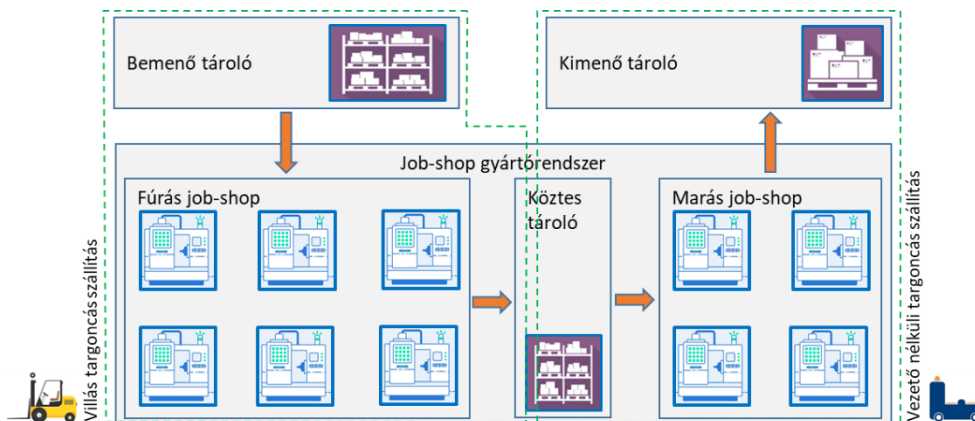 Bemenő tároló
Kimenő tároló
Job-shop gyártórendszer
Fúrás job-shop
Köztes
tároló
Marás job-shop
Villás targoncás szállítás
Vezető nélküli targoncás szállítás